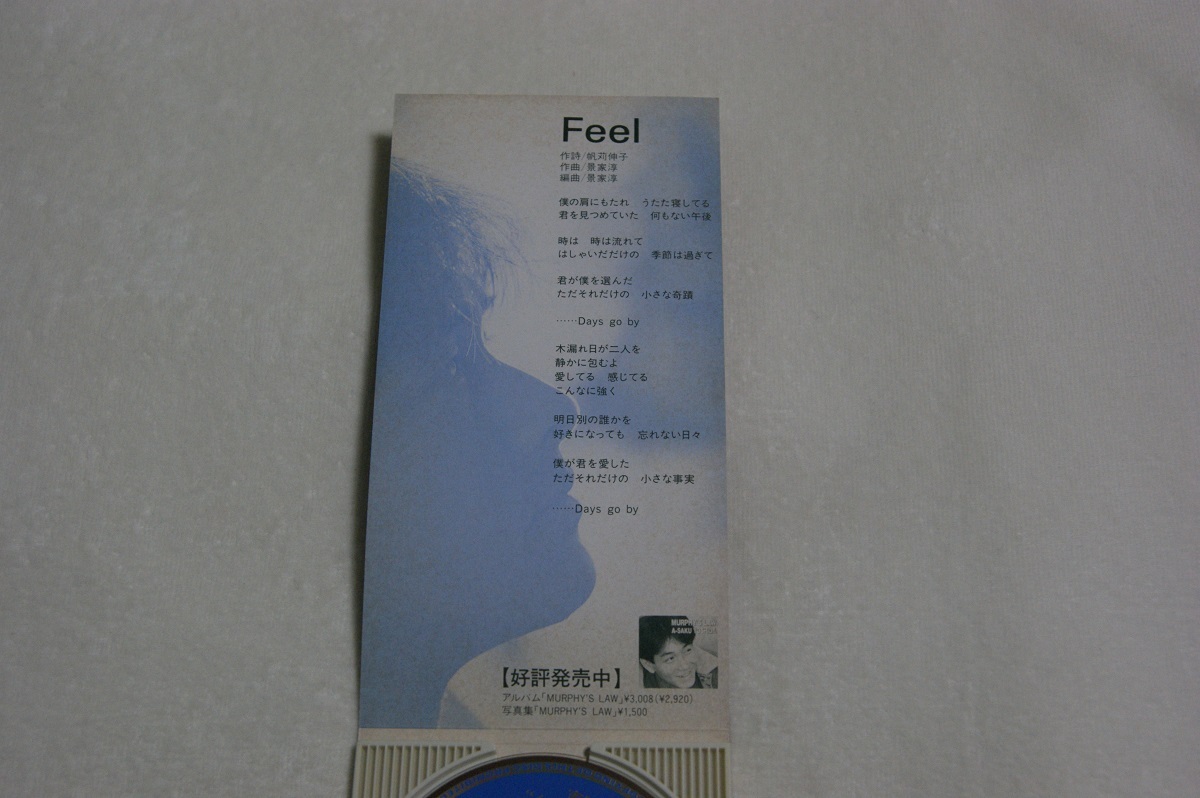 Feel
作詩/帆苅伸子
作曲/景家淳
編曲/景家淳
僕の肩にもたれ　うたた寝してる
君を見つめていた　何もない午後
時は　時は流れて
はしゃいだだけの　季節は過ぎて
君が僕を選んだ
ただそれだけの　小さな奇蹟
……Days go by
木漏れ日が二人を
静かに包むよ
愛してる　感じてる
こんなに強く
明日別の誰かを
好きになっても　忘れない日々
僕が君を愛した
ただそれだけの　小さな事実
……Days go by
A-SAKU
【好評発売中】
アルバム「MURPHY'S LAW」¥3,008(¥2,920)
写真集「MURPHY'S LAW」¥1,500